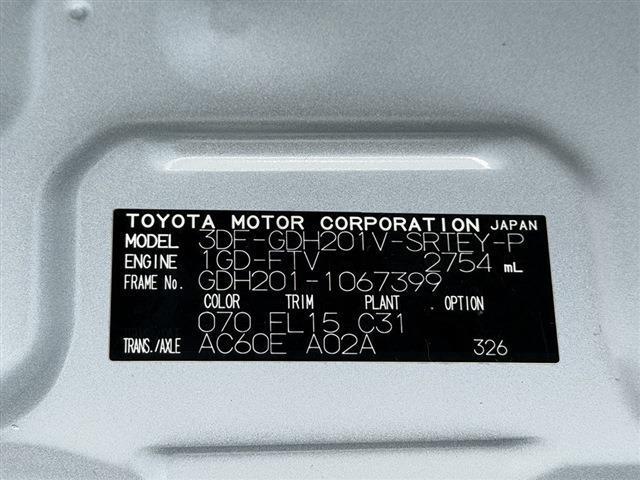 TOYOTA MOTOR CORPORATION JAPAN
MODEL 3DF-GDH201V-SRTEY-P
ENGINE 1GD-FTV 2754 mL
FRAME No. GDH201-1067399
COLOR TRIM PLANT OPTION
070 FL15 C31
TRANS./AXLE AC60E A02A 326